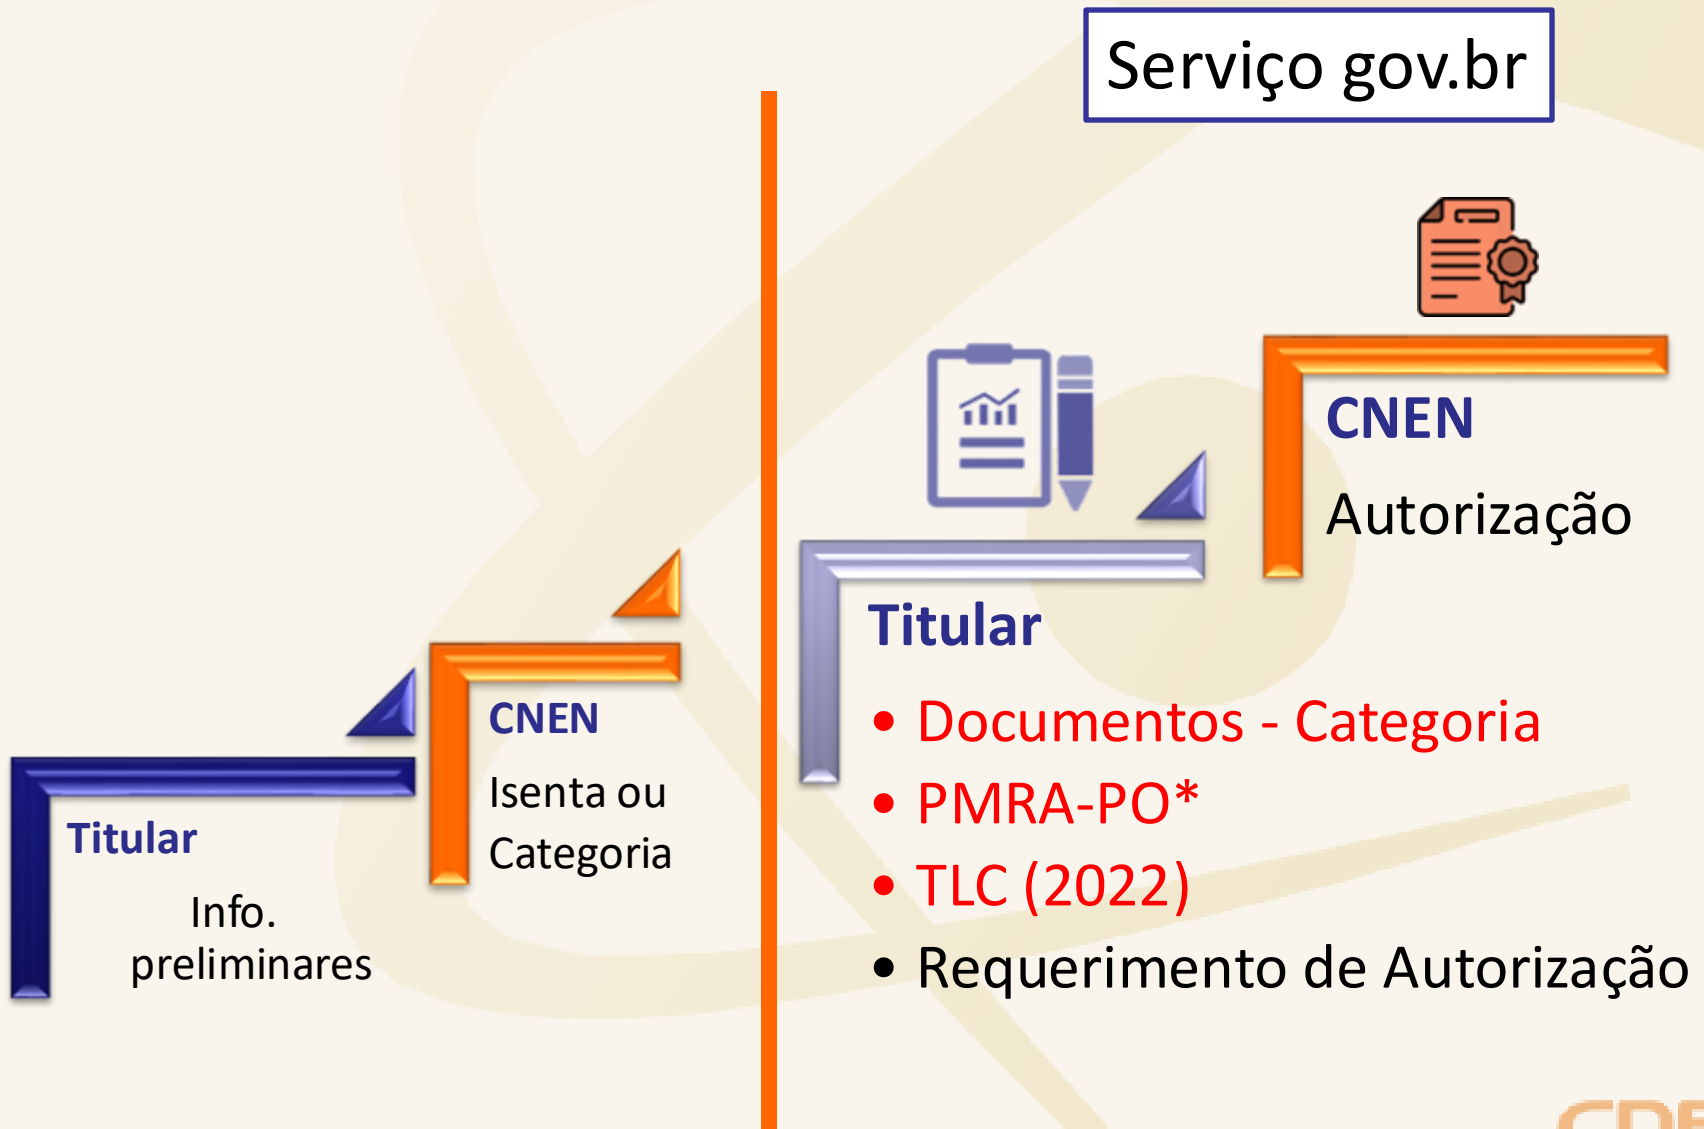 Serviço gov.br
Titular
Info.
preliminares
CNEN
Isenta ou
Categoria
Titular
• Documentos - Categoria
• PMRA-PO*
• TLC (2022)
• Requerimento de Autorização
CNEN
Autorização